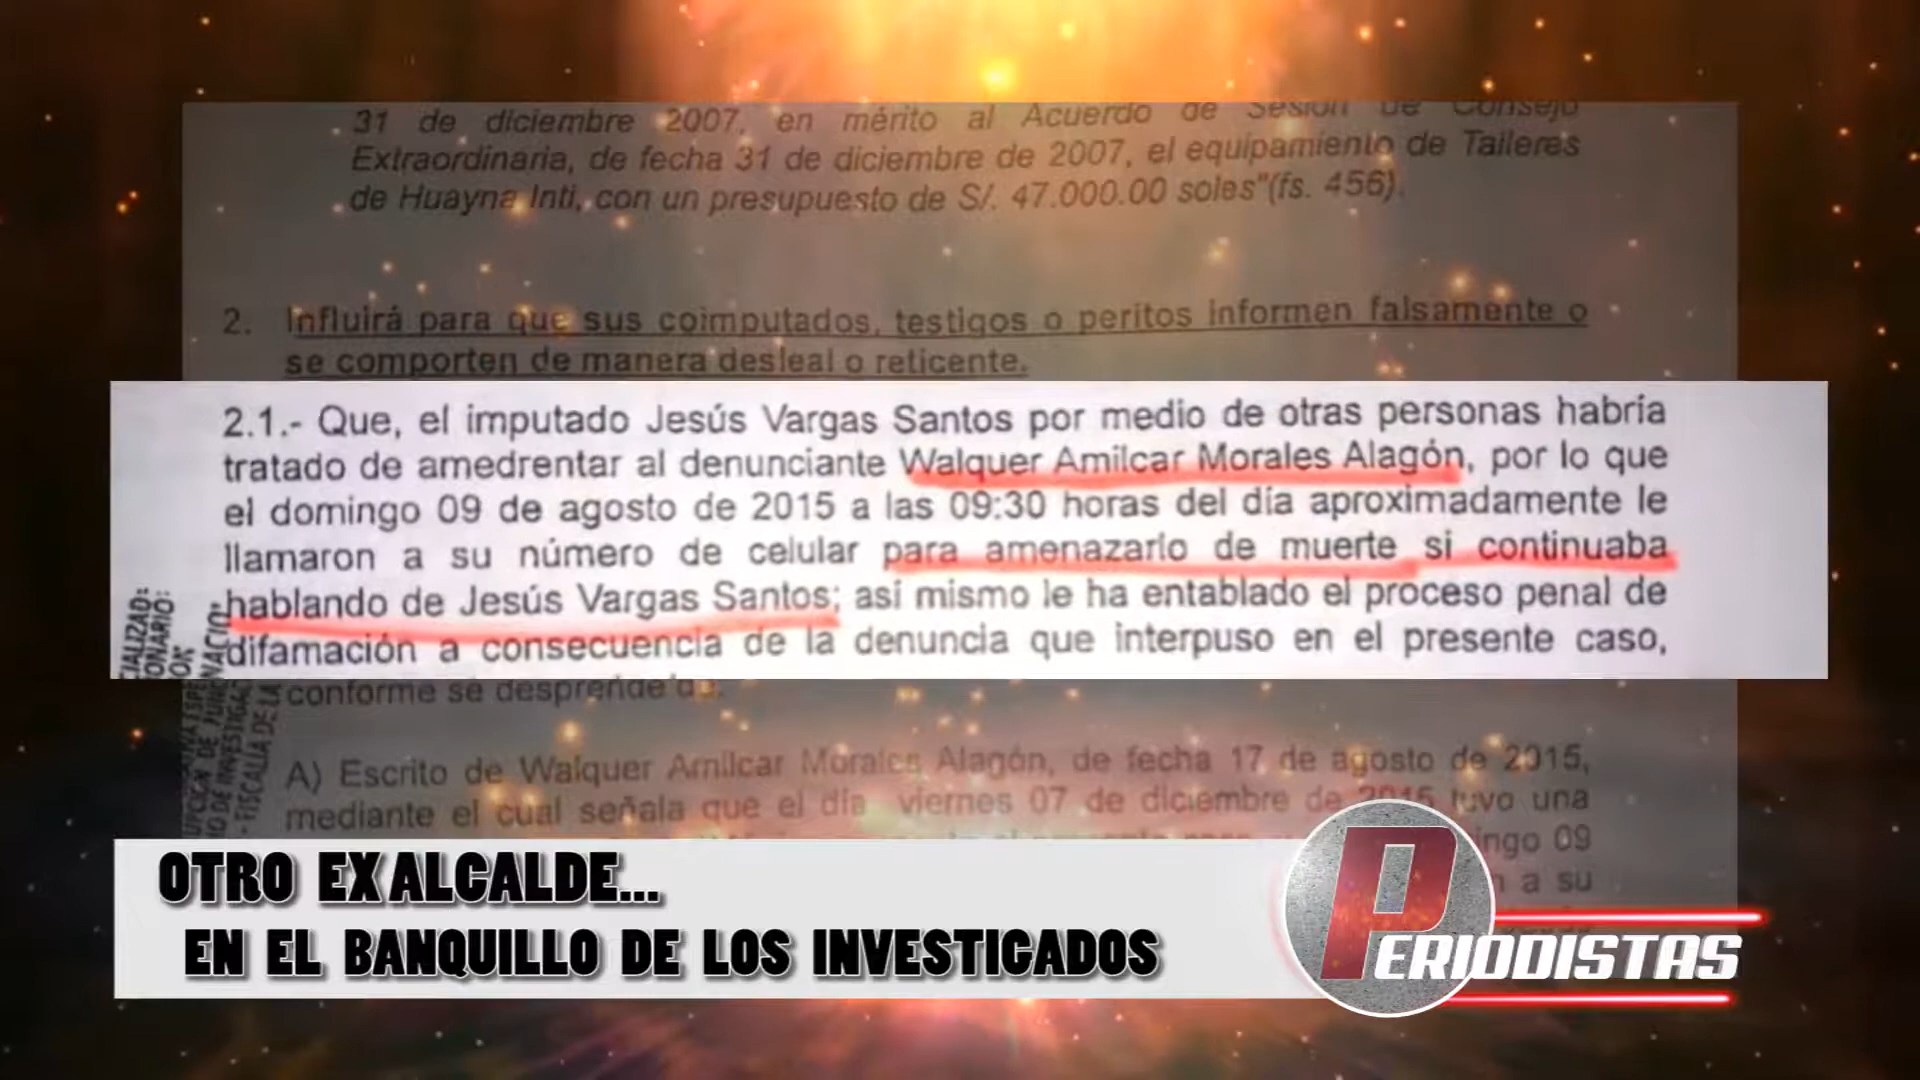 31 de diciembre 2007, en mérito al Acuerdo de Sesión de Consejo
Extraordinaria, de fecha 31 de diciembre de 2007, el equipamiento de Talleres
de Huayna Inti, con un presupuesto de S/. 47.000.00 soles"(fs. 456).
2. Influirá para que sus coimputados, testigos o peritos informen falsamente o
se comporten de manera desleal o reticente.
2.1.- Que, el imputado Jesús Vargas Santos por medio de otras personas habría
tratado de amedrentar al denunciante Walquer Amilcar Morales Alagón, por lo que
el domingo 09 de agosto de 2015 a las 09:30 horas del día aproximadamente le
llamaron a su número de celular para amenazarlo de muerte si continuaba
hablando de Jesús Vargas Santos; así mismo le ha entablado el proceso penal de
difamación a consecuencia de la denuncia que interpuso en el presente caso,
conforme se desprende
A) Escrito de Walquer Amilcar Morales Alagón, de fecha 17 de agosto de 2015,
mediante el cual señala que el día viernes 07 de diciembre de 2015 tuvo una
ngo 09
a su
OTRO EXALCALDE...
EN EL BANQUILLO DE LOS INVESTIGADOS
PERIODISTAS